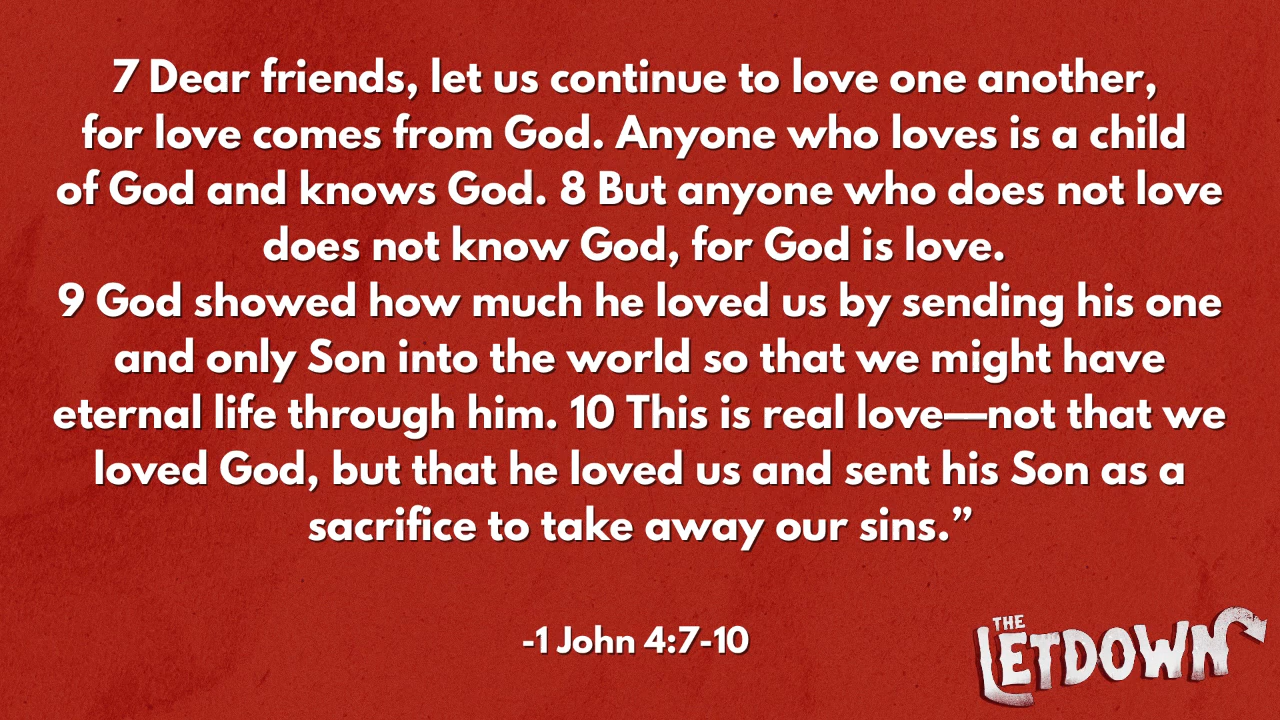 7 Dear friends, let us continue to love one another,
for love comes from God. Anyone who loves is a child
of God and knows God. 8 But anyone who does not love
does not know God, for God is love.
9 God showed how much he loved us by sending his one
and only Son into the world so that we might have
eternal life through him. 10 This is real love—not that we
loved God, but that he loved us and sent his Son as a
sacrifice to take away our sins.”
-1 John 4:7-10
THE
LETDOWN